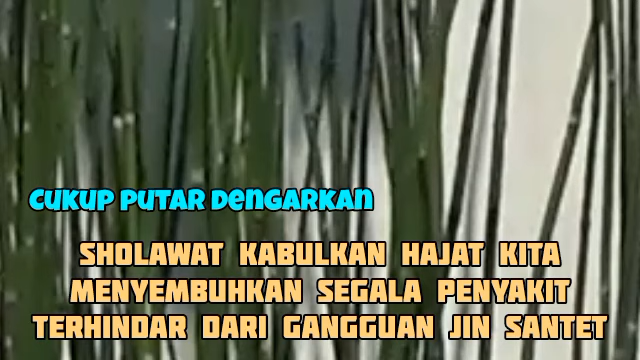 CUKUP PUTAR DENGARKAN
SHOLAWAT KABULKAN HAJAT KITA
MENYEMBUHKAN SEGALA PENYAKIT
TERHINDAR DARI GANGGUAN JIN SANTET